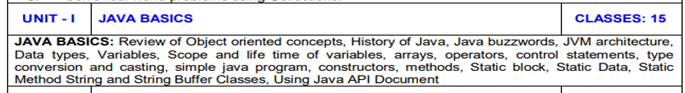 UNIT - I JAVA BASICS CLASSES: 15
JAVA BASICS: Review of Object oriented concepts, History of Java, Java buzzwords, JVM architecture,
Data types, Variables, Scope and life time of variables, arrays, operators, control statements, type
conversion and casting, simple java program, constructors, methods, Static block, Static Data, Static
Method String and String Buffer Classes, Using Java API Document